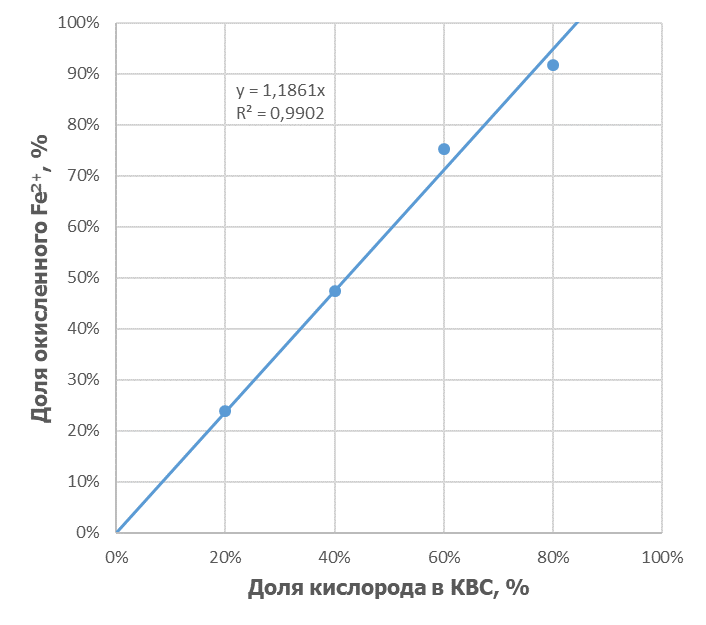 100%
90%
80%
70%
60%
50%
40%
30%
20%
10%
0%
y = 1,1861x
R² = 0,9902
Доля окисленного Fe²⁺, %
0% 20% 40% 60% 80% 100%
Доля кислорода в КВС, %